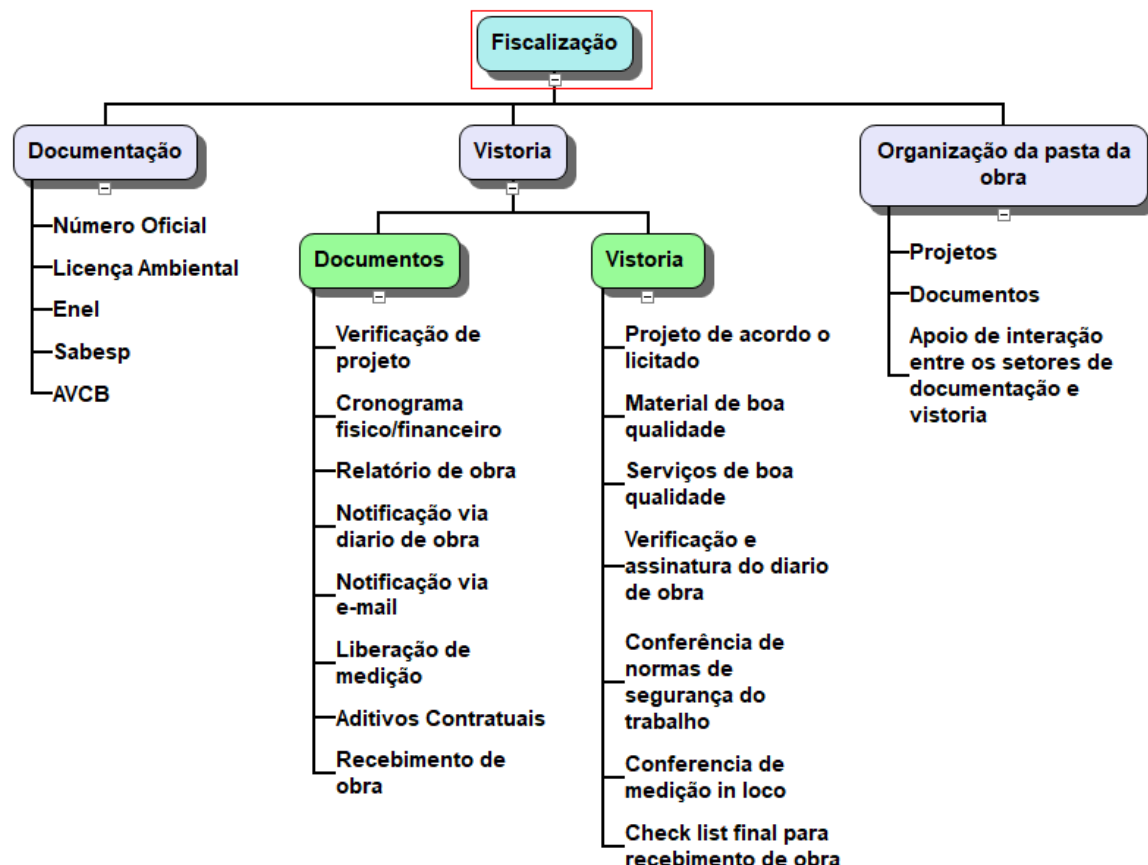 Fiscalização
Documentação
Número Oficial
Licença Ambiental
Enel
Sabesp
AVCB
Vistoria
Documentos
Verificação de
projeto
Cronograma
fisico/financeiro
Relatório de obra
Notificação via
diario de obra
Notificação via
e-mail
Liberação de
medição
Aditivos Contratuais
Recebimento de
obra
Vistoria
Projeto de acordo o
licitado
Material de boa
qualidade
Serviços de boa
qualidade
Verificação e
assinatura do diario
de obra
Conferência de
normas de
segurança do
trabalho
Conferencia de
medição in loco
Check list final para
recebimento de obra
Organização da pasta da
obra
Projetos
Documentos
Apoio de interação
entre os setores de
documentação e
vistoria